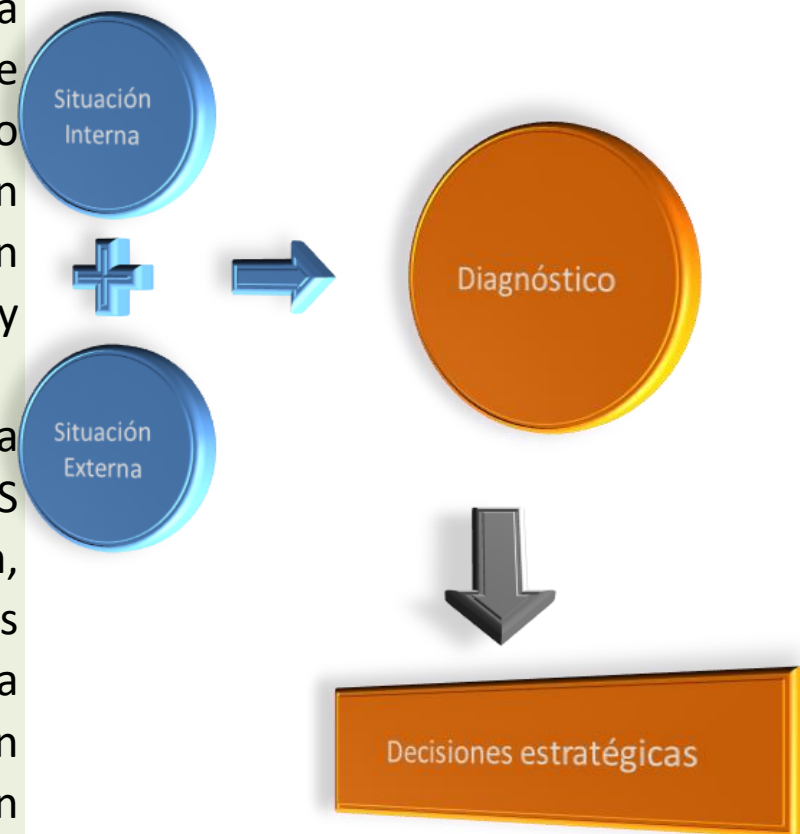 Situación
Interna
Diagnóstico
Situación
Externa
Decisiones estratégicas